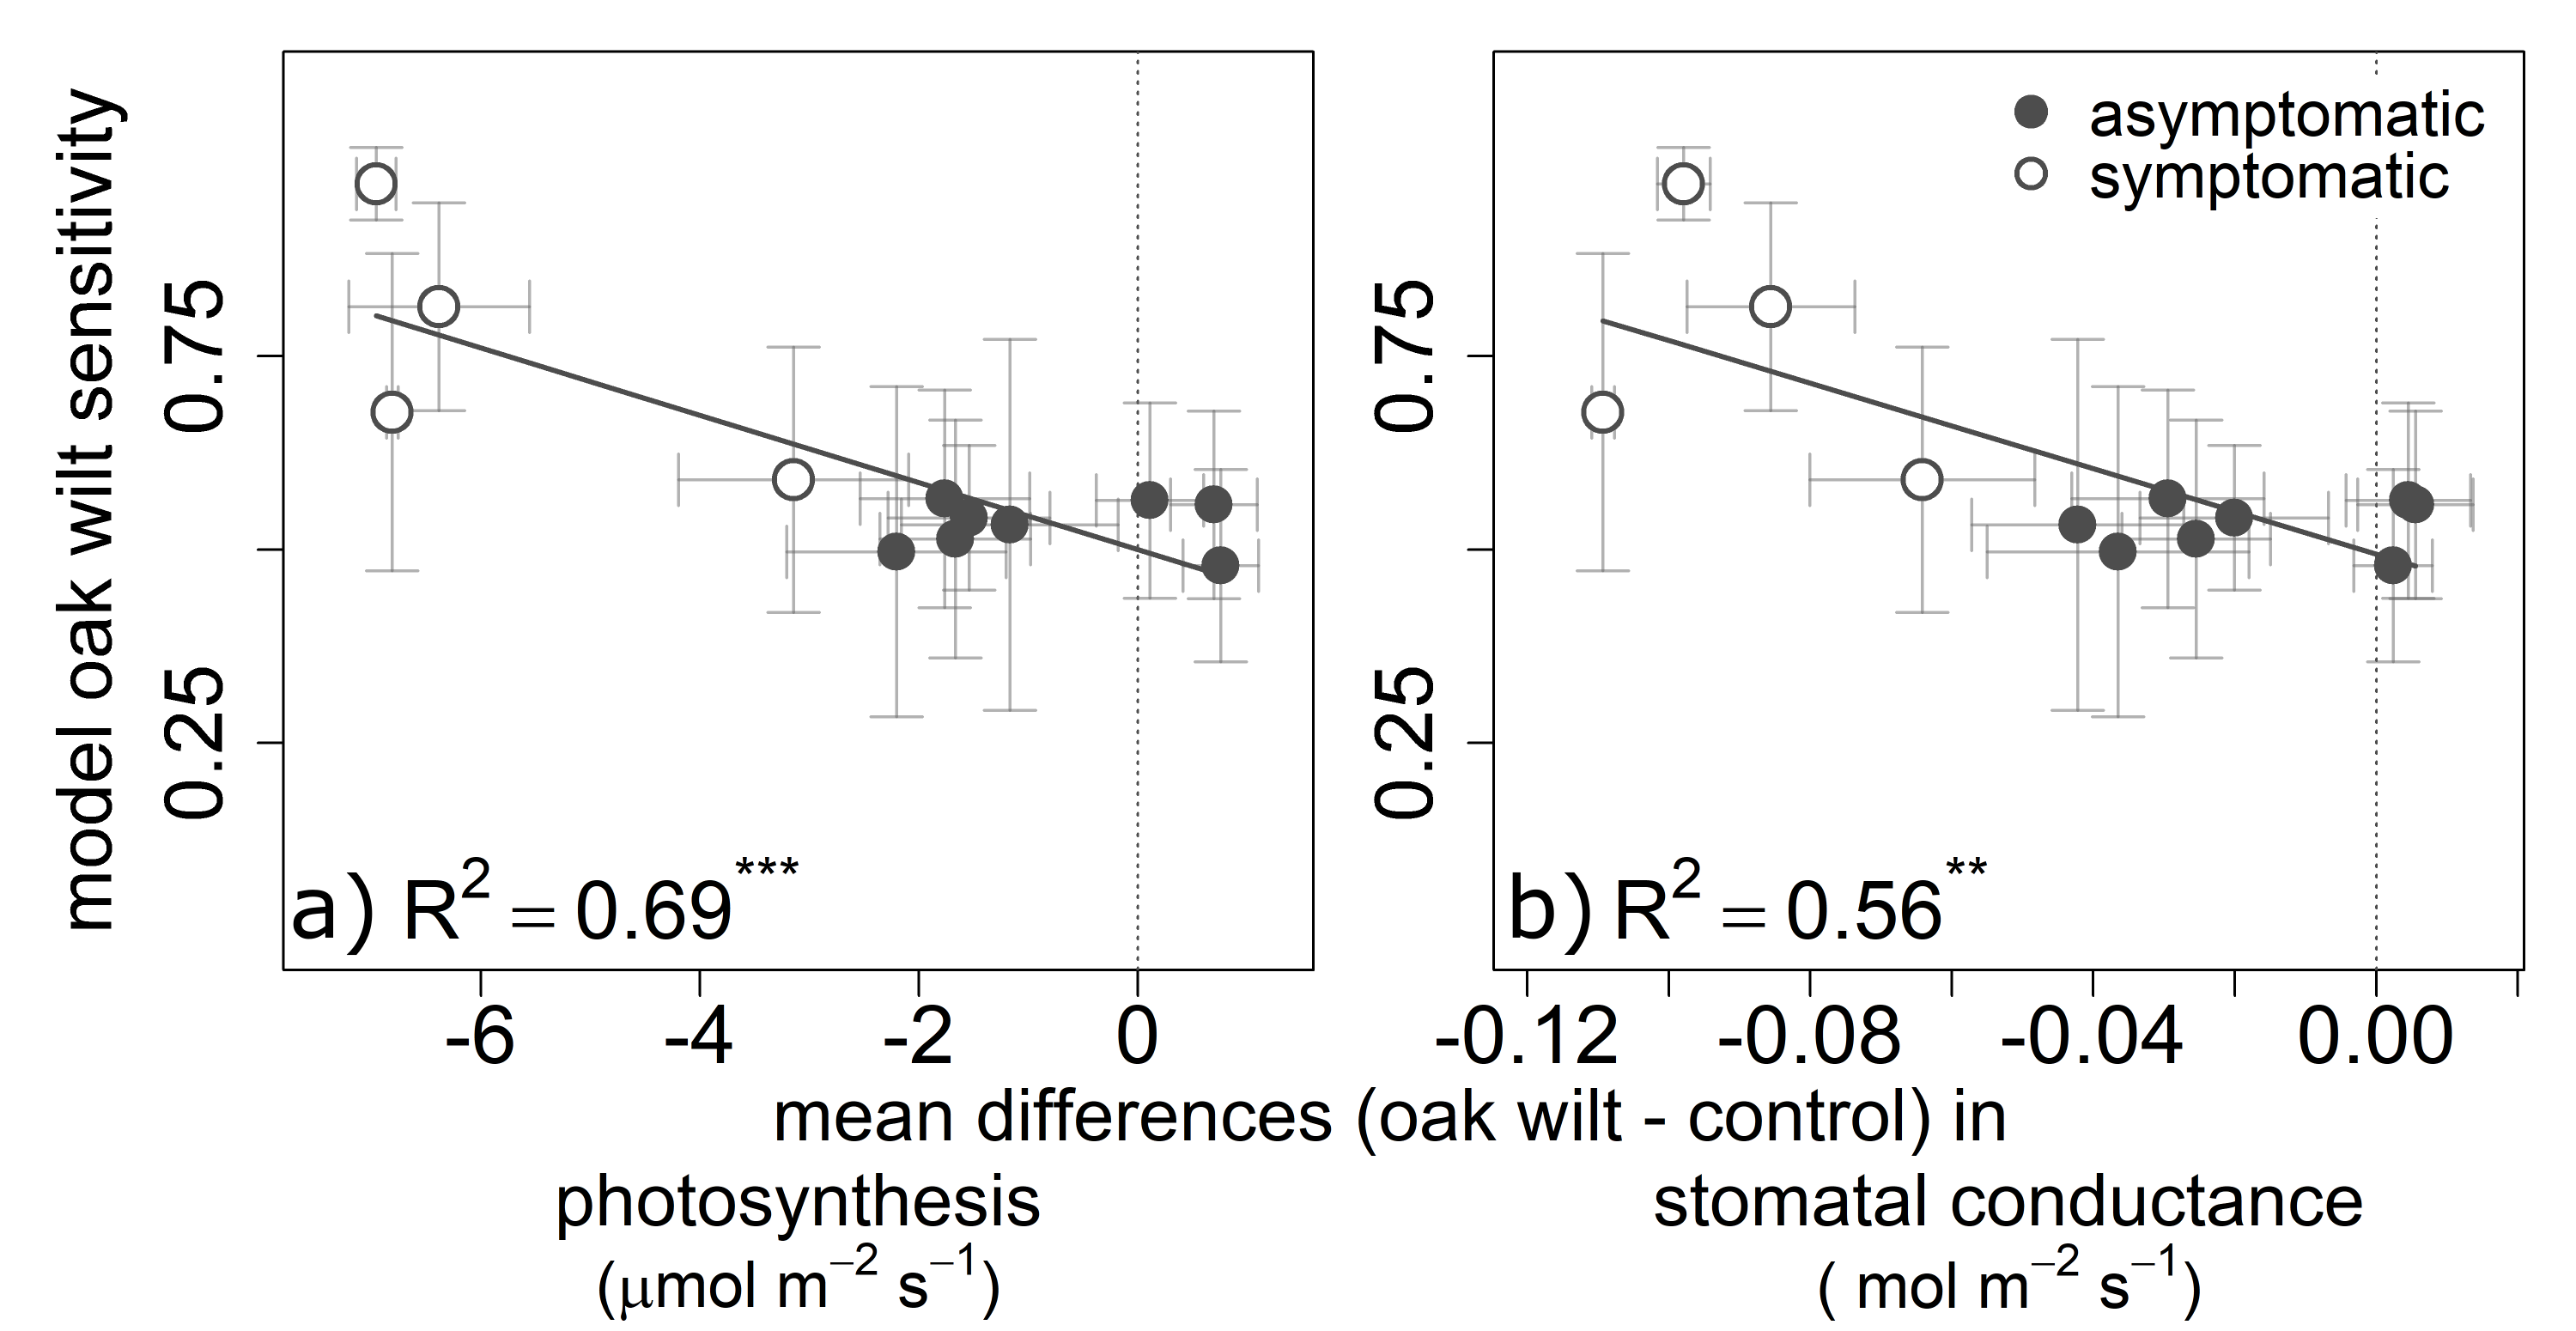 model oak wilt sensitivity
0.75
0.25
a) R² = 0.69***
-6 -4 -2 0
asymptomatic
symptomatic
0.75
0.25
b) R² = 0.56**
-0.12 -0.08 -0.04 0.00
mean differences (oak wilt - control) in
photosynthesis
(μmol m⁻² s⁻¹)
stomatal conductance
( mol m⁻² s⁻¹)